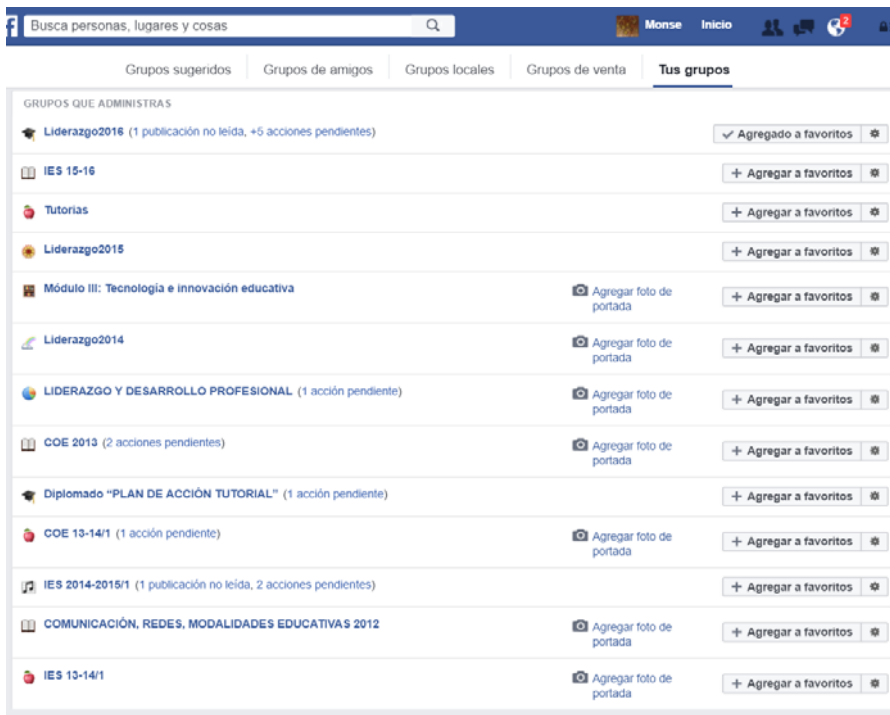 f Busca personas, lugares y cosas Monse Inicio 2
Grupos sugeridos Grupos de amigos Grupos locales Grupos de venta Tus grupos
GRUPOS QUE ADMINISTRAS
Liderazgo2016 (1 publicación no leída, +5 acciones pendientes) Agregado a favoritos
IES 15-16 + Agregar a favoritos
Tutorias + Agregar a favoritos
Liderazgo2015 + Agregar a favoritos
Módulo III: Tecnología e innovación educativa Agregar foto de portada + Agregar a favoritos
Liderazgo2014 Agregar foto de portada + Agregar a favoritos
LIDERAZGO Y DESARROLLO PROFESIONAL (1 acción pendiente) Agregar foto de portada + Agregar a favoritos
COE 2013 (2 acciones pendientes) Agregar foto de portada + Agregar a favoritos
Diplomado “PLAN DE ACCIÓN TUTORIAL” (1 acción pendiente) + Agregar a favoritos
COE 13-14/1 (1 acción pendiente) Agregar foto de portada + Agregar a favoritos
IES 2014-2015/1 (1 publicación no leída, 2 acciones pendientes) + Agregar a favoritos
COMUNICACIÓN, REDES, MODALIDADES EDUCATIVAS 2012 Agregar foto de portada + Agregar a favoritos
IES 13-14/1 Agregar foto de portada + Agregar a favoritos